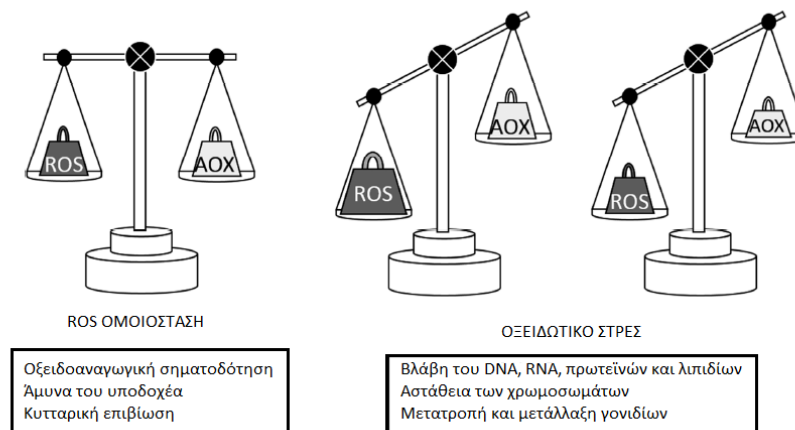 ROS
AOX
ROS
AOX
ROS
AOX
ROS ΟΜΟΙΟΣΤΑΣΗ
ΟΞΕΙΔΩΤΙΚΟ ΣΤΡΕΣ
Οξειδοαναγωγική σηματοδότηση
Άμυνα του υποδοχέα
Κυτταρική επιβίωση
Βλάβη του DNA, RNA, πρωτεϊνών και λιπιδίων
Αστάθεια των χρωμοσωμάτων
Μετατροπή και μετάλλαξη γονιδίων